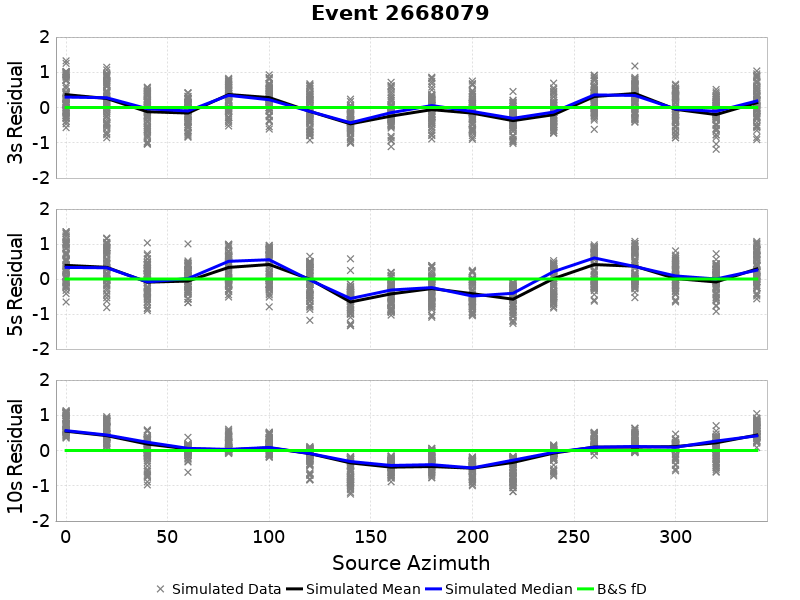 Event 2668079
3s Residual
2
1
0
-1
-2
5s Residual
2
1
0
-1
-2
10s Residual
2
1
0
-1
-2
0 50 100 150 200 250 300
Source Azimuth
Simulated Data Simulated Mean Simulated Median B&S fD